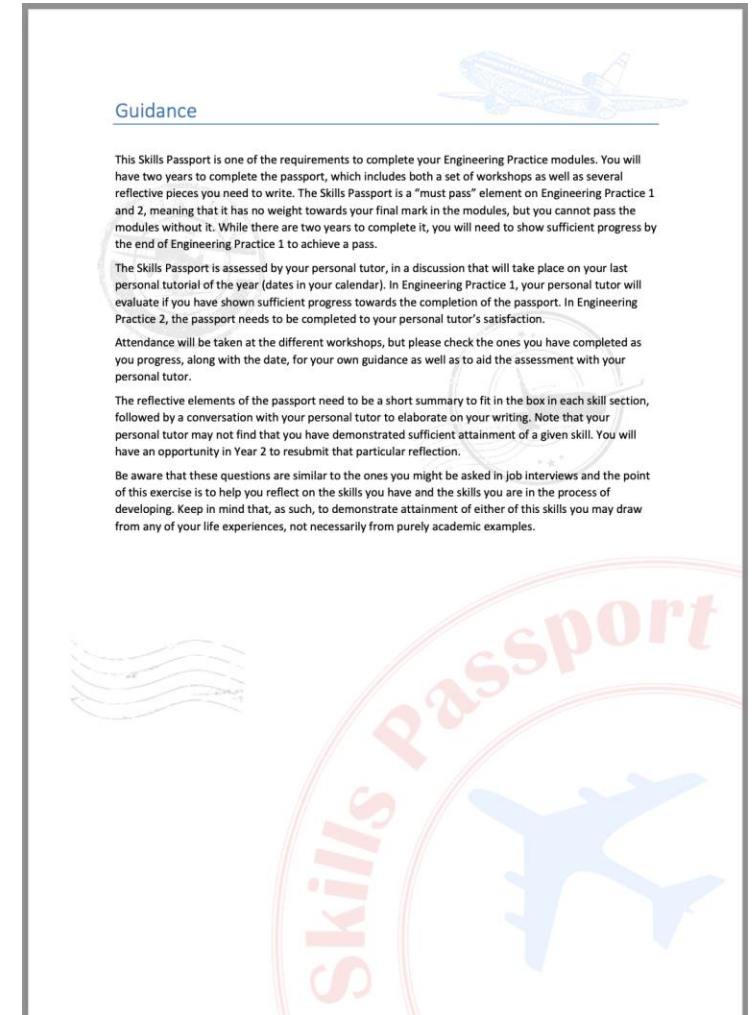 Guidance
This Skills Passport is one of the requirements to complete your Engineering Practice modules. You will
have two years to complete the passport, which includes both a set of workshops as well as several
reflective pieces you need to write. The Skills Passport is a “must pass” element on Engineering Practice 1
and 2, meaning that it has no weight towards your final mark in the modules, but you cannot pass the
modules without it. While there are two years to complete it, you will need to show sufficient progress by
the end of Engineering Practice 1 to achieve a pass.
The Skills Passport is assessed by your personal tutor, in a discussion that will take place on your last
personal tutorial of the year (dates in your calendar). In Engineering Practice 1, your personal tutor will
evaluate if you have shown sufficient progress towards the completion of the passport. In Engineering
Practice 2, the passport needs to be completed to your personal tutor’s satisfaction.
Attendance will be taken at the different workshops, but please check the ones you have completed as
you progress, along with the date, for your own guidance as well as to aid the assessment with your
personal tutor.
The reflective elements of the passport need to be a short summary to fit in the box in each skill section,
followed by a conversation with your personal tutor to elaborate on your writing. Note that your
personal tutor may not find that you have demonstrated sufficient attainment of a given skill. You will
have an opportunity in Year 2 to resubmit that particular reflection.
Be aware that these questions are similar to the ones you might be asked in job interviews and the point
of this exercise is to help you reflect on the skills you have and the skills you are in the process of
developing. Keep in mind that, as such, to demonstrate attainment of either of this skills you may draw
from any of your life experiences, not necessarily from purely academic examples.
Skills Passport